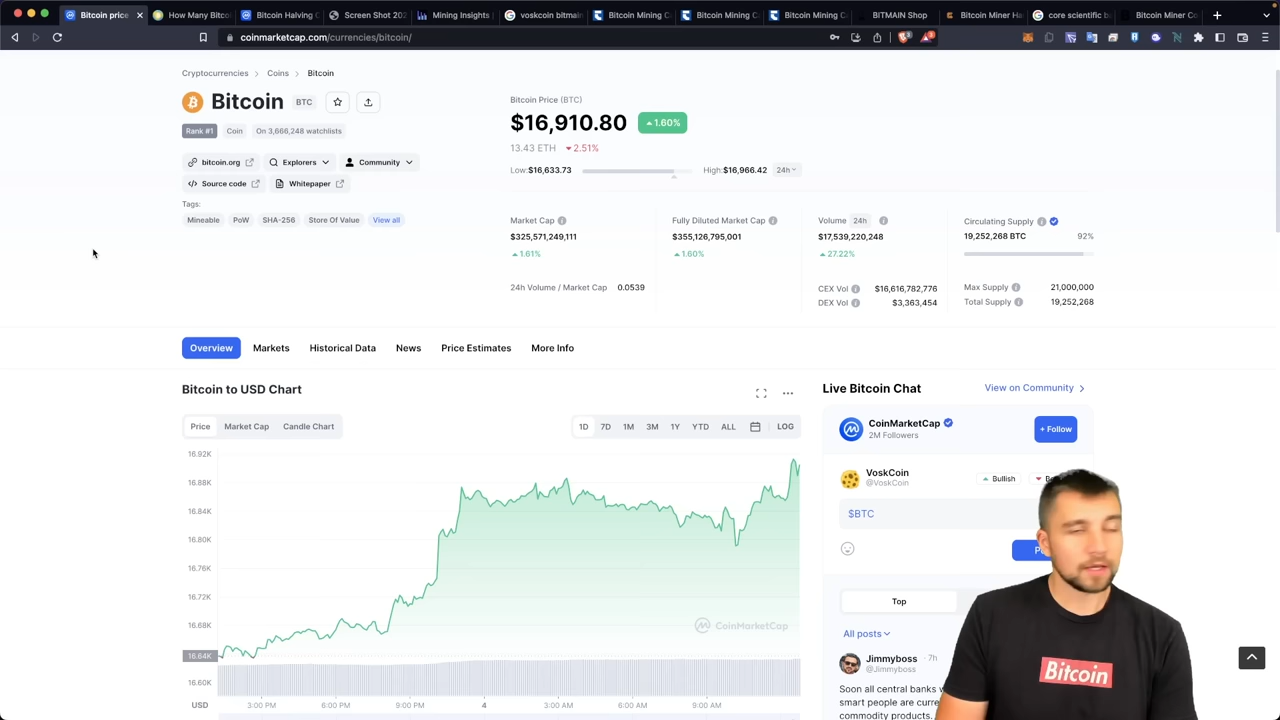 Bitcoin price
How Many Bitco
Bitcoin Halving C
Screen Shot 202
Mining Insights |
voskcoin bitmain
Bitcoin Mining C
Bitcoin Mining C
Bitcoin Mining C
BITMAIN Shop
Bitcoin Miner Ha
core scientific b
Bitcoin Miner Co
coinmarketcap.com/currencies/bitcoin/
Cryptocurrencies > Coins > Bitcoin
Bitcoin BTC
Rank #1 Coin On 3,666,248 watchlists
bitcoin.org Explorers Community
Source code Whitepaper
Tags:
Mineable PoW SHA-256 Store Of Value View all
Bitcoin Price (BTC)
$16,910.80 1.60%
13.43 ETH 2.51%
Low:$16,633.73 High:$16,966.42 24h
Market Cap
$325,571,249,111
1.61%
24h Volume / Market Cap 0.0539
Fully Diluted Market Cap
$355,126,795,001
1.60%
Volume 24h
$17,539,220,248
27.22%
CEX Vol $16,616,782,776
DEX Vol $3,363,454
Circulating Supply
19,252,268 BTC 92%
Max Supply 21,000,000
Total Supply 19,252,268
Overview Markets Historical Data News Price Estimates More Info
Bitcoin to USD Chart
Price Market Cap Candle Chart
1D 7D 1M 3M 1Y YTD ALL LOG
16.92K
16.88K
16.84K
16.80K
16.76K
16.72K
16.68K
16.64K
16.60K
CoinMarketCap
USD 3:00 PM 6:00 PM 9:00 PM 4 3:00 AM 6:00 AM 9:00 AM
Live Bitcoin Chat View on Community >
CoinMarketCap
2M Followers
+ Follow
VoskCoin
@VoskCoin
Bullish
$BTC
Top
All posts
Jimmyboss · 7h
@Jimmyboss
Soon all central banks
smart people are curre
commodity products.
Bitcoin